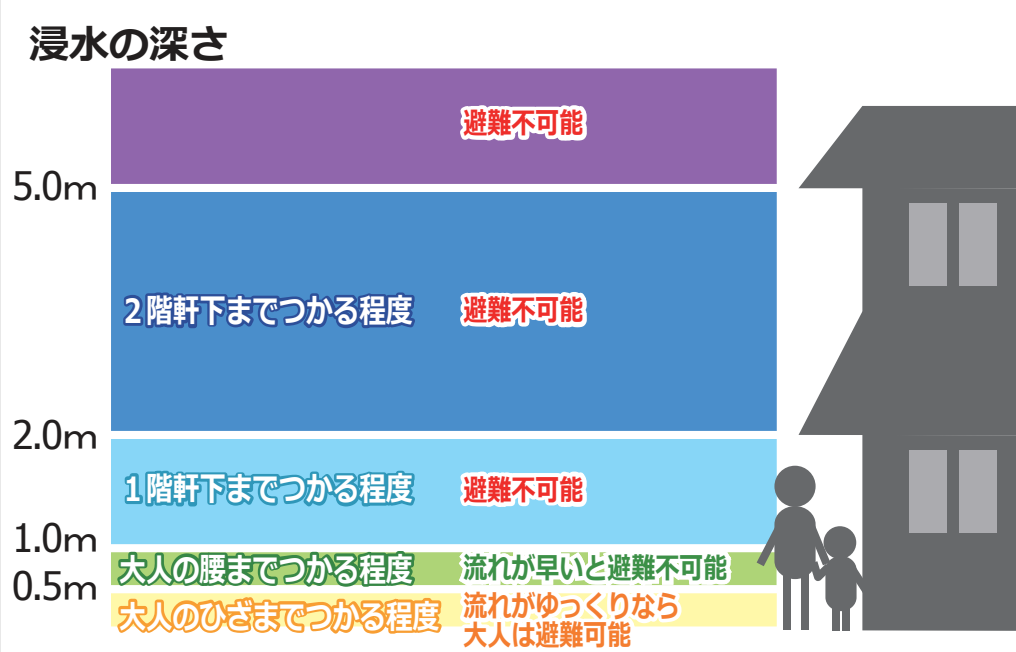 浸水の深さ
避難不可能
5.0m
2階軒下までつかる程度 避難不可能
2.0m
1階軒下までつかる程度 避難不可能
1.0m
大人の腰までつかる程度 流れが早いと避難不可能
0.5m
大人のひざまでつかる程度 流れがゆっくりなら
大人は避難可能